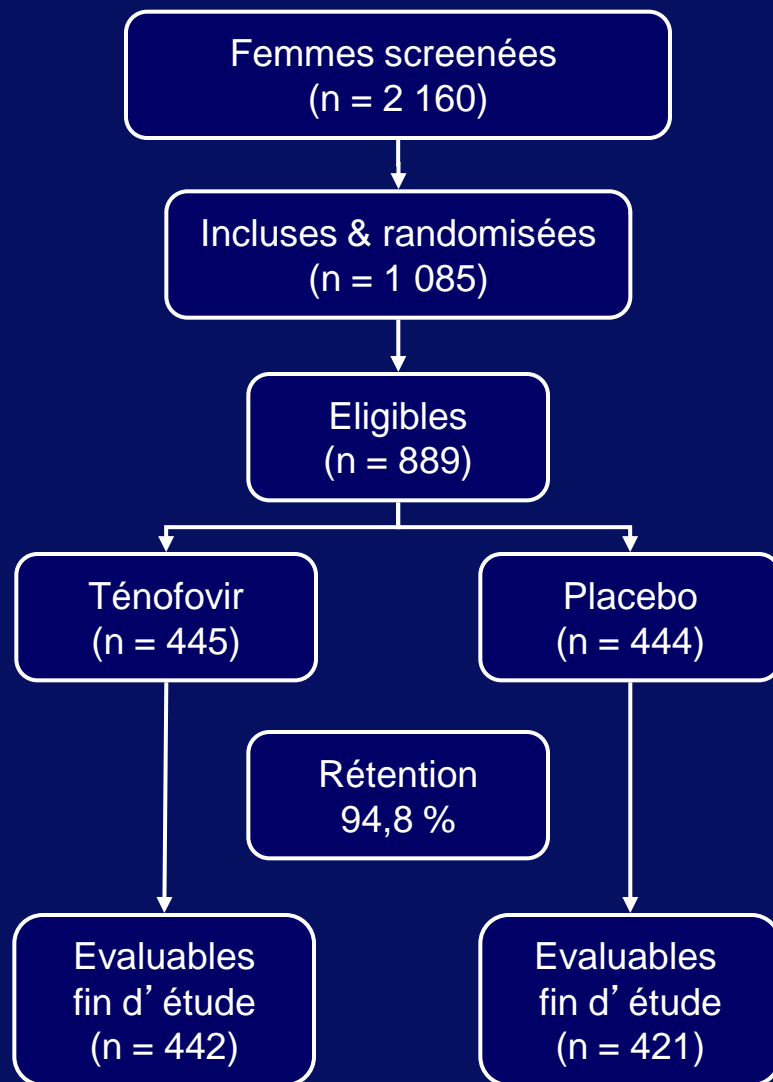 Femmes screenées
(n = 2 160)
Incluses & randomisées
(n = 1 085)
Eligibles
(n = 889)
Ténofovir
(n = 445)
Placebo
(n = 444)
Rétention
94,8 %
Evaluables
fin d’ étude
(n = 442)
Evaluables
fin d’ étude
(n = 421)